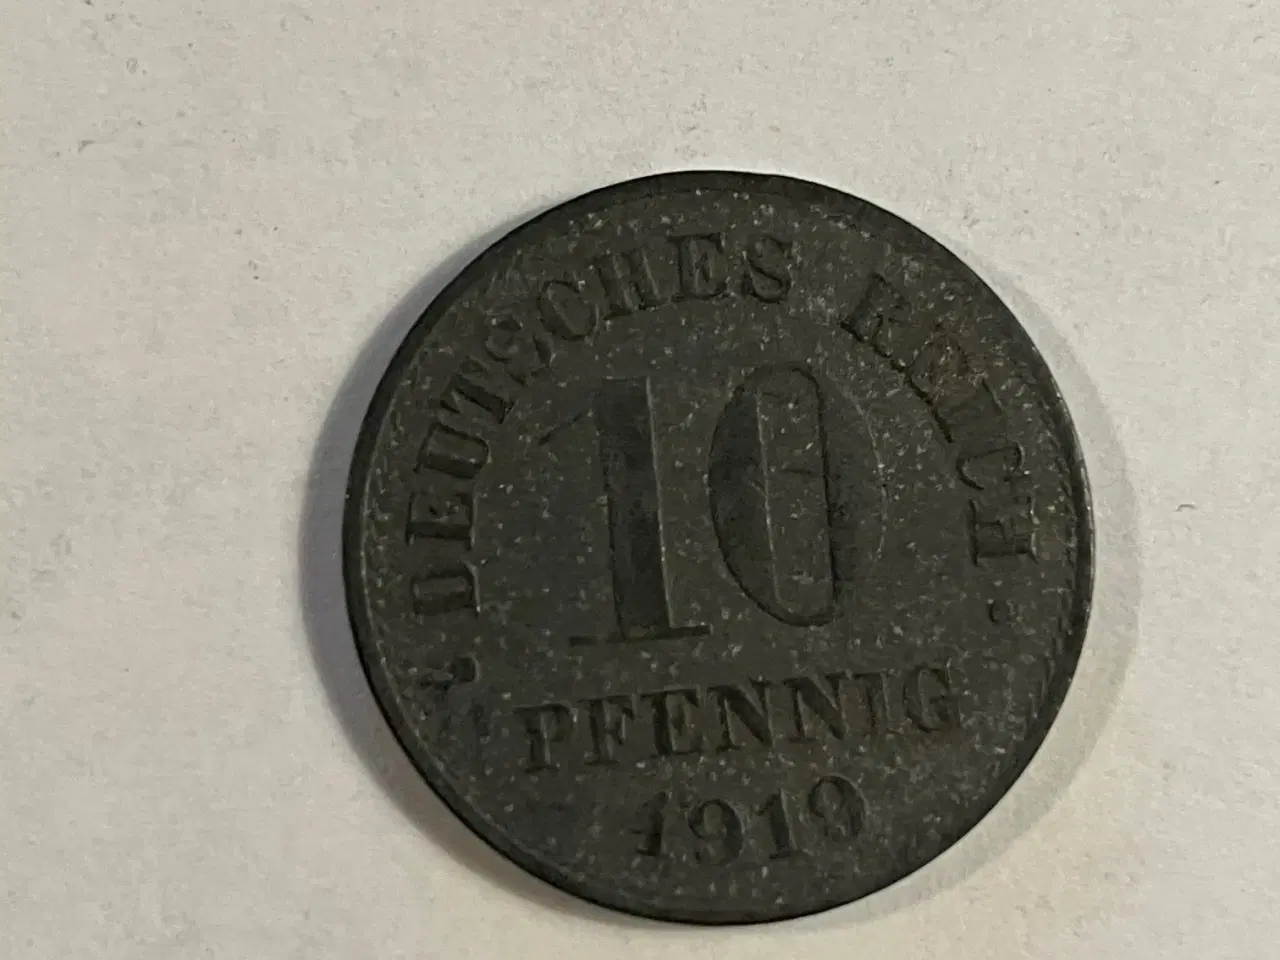 DEUTSCHES REICH
10
PFENNIG
1919